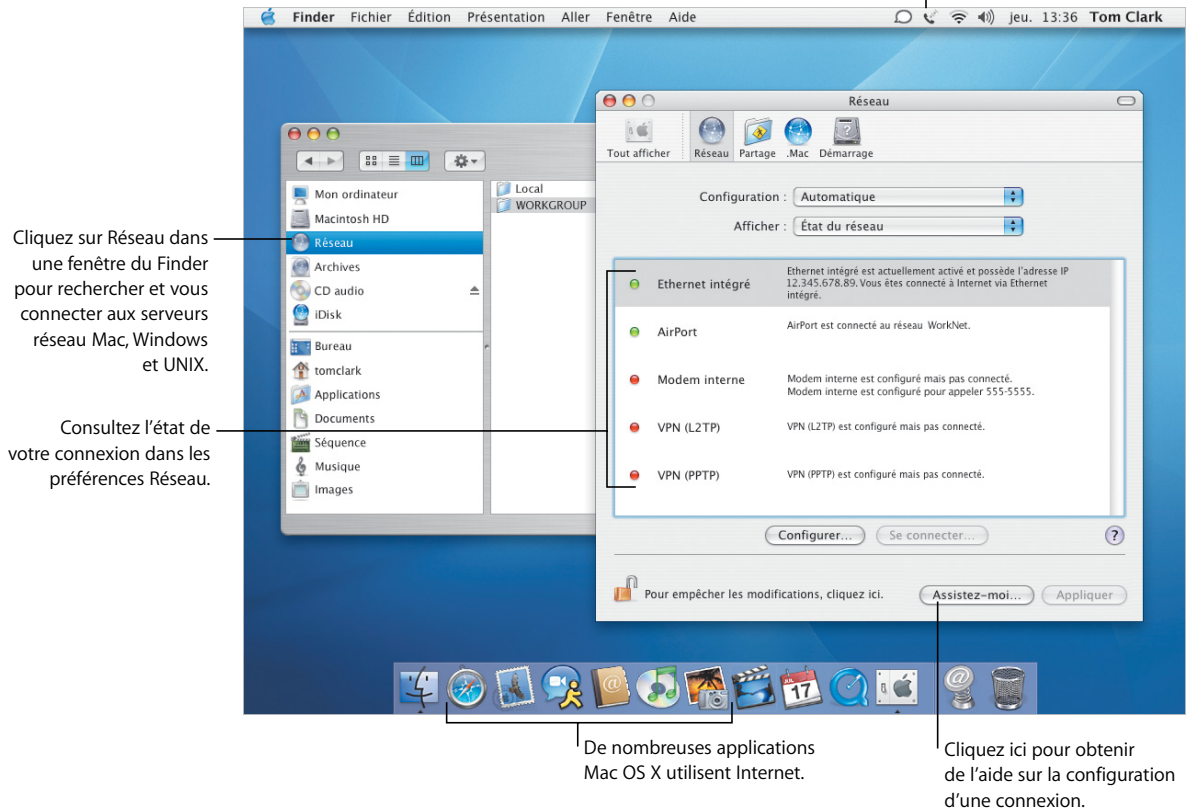 Finder Fichier Édition Présentation Aller Fenêtre Aide jeu. 13:36 Tom Clark
Réseau
Tout afficher Réseau Partage .Mac Démarrage
Configuration : Automatique
Afficher : État du réseau
Ethernet intégré
Ethernet intégré est actuellement activé et possède l'adresse IP
12.345.678.89. Vous êtes connecté à Internet via Ethernet
intégré.
AirPort
AirPort est connecté au réseau WorkNet.
Modem interne
Modem interne est configuré mais pas connecté.
Modem interne est configuré pour appeler 555-5555.
VPN (L2TP)
VPN (L2TP) est configuré mais pas connecté.
VPN (PPTP)
VPN (PPTP) est configuré mais pas connecté.
Configurer... Se connecter... ?
Pour empêcher les modifications, cliquez ici. Assistez-moi... Appliquer
Mon ordinateur
Macintosh HD
Réseau
Archives
CD audio
iDisk
Bureau
tomclark
Applications
Documents
Séquence
Musique
Images
Local
WORKGROUP
Cliquez sur Réseau dans
une fenêtre du Finder
pour rechercher et vous
connecter aux serveurs
réseau Mac, Windows
et UNIX.
Consultez l'état de
votre connexion dans les
préférences Réseau.
JUL
17
De nombreuses applications
Mac OS X utilisent Internet.
Cliquez ici pour obtenir
de l'aide sur la configuration
d'une connexion.